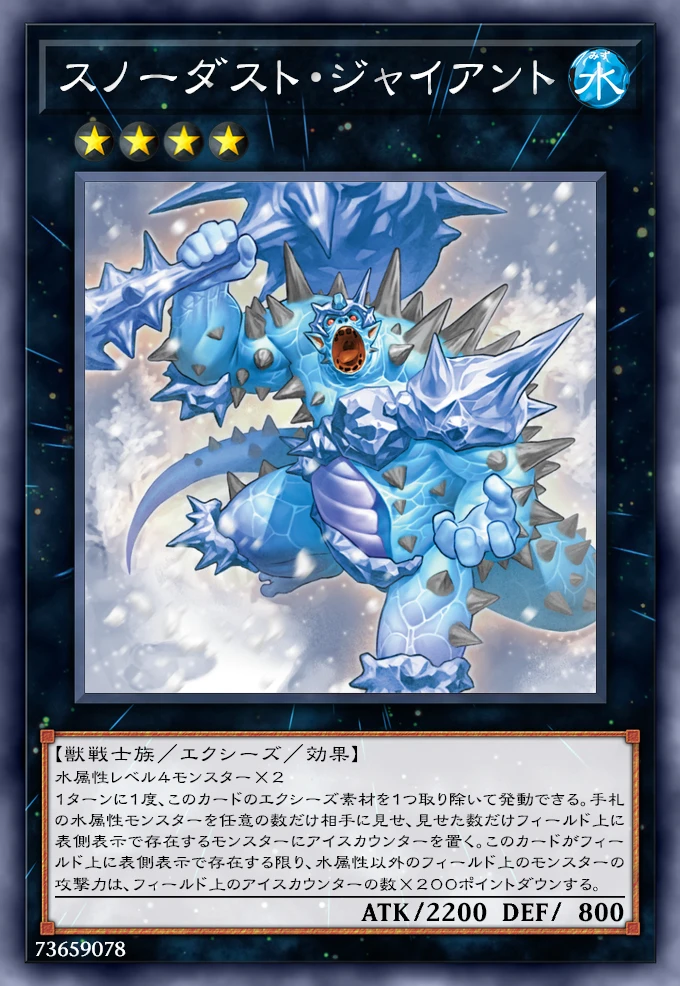 スノーダスト・ジャイアント
みず
水
【獣戦士族／エクシーズ／効果】
水属性レベル４モンスター×２
１ターンに１度、このカードのエクシーズ素材を１つ取り除いて発動できる。手札
の水属性モンスターを任意の数だけ相手に見せ、見せた数だけフィールド上に
表側表示で存在するモンスターにアイスカウンターを置く。このカードがフィー
ルド上に表側表示で存在する限り、水属性以外のフィールド上のモンスターの
攻撃力は、フィールド上のアイスカウンターの数×２００ポイントダウンする。
ATK/2200 DEF/ 800
73659078